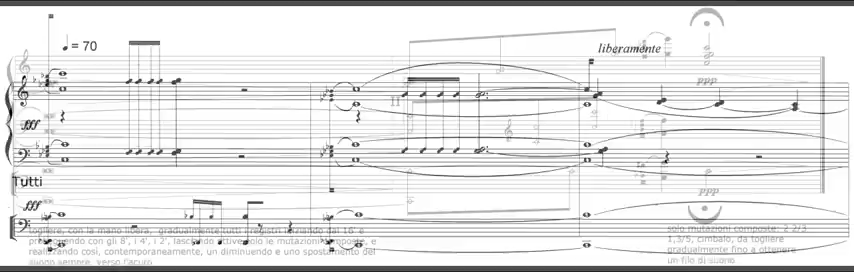 = 70
liberamente
ppp
fff
Tutti
ppp
fff
togliere, con la mano libera, gradualmente tutti i registri iniziando dai 16' e
proseguendo con gli 8', i 4', i 2', lasciando attive solo le mutazioni composte, e
realizzando così, contemporaneamente, un diminuendo e uno spostamento del
suono sempre verso l'acuto
solo mutazioni composte: 2 2/3
1,3/5, cimbalo, da togliere
gradualmente fino a ottenere
un filo di suono